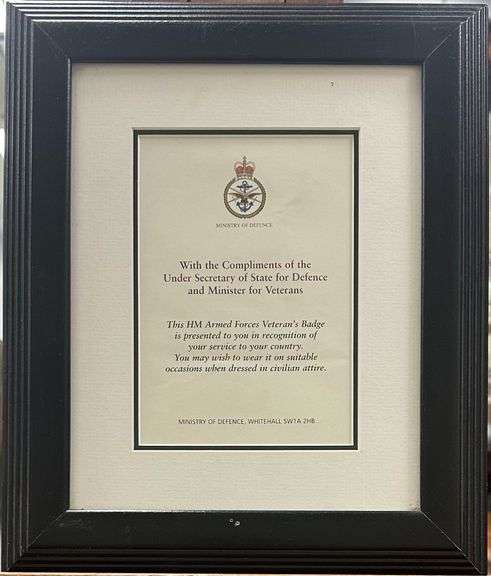 MINISTRY OF DEFENCE
With the Compliments of the
Under Secretary of State for Defence
and Minister for Veterans
This HM Armed Forces Veteran's Badge
is presented to you in recognition of
your service to your country.
You may wish to wear it on suitable
occasions when dressed in civilian attire.
MINISTRY OF DEFENCE, WHITEHALL SW1A 2HB